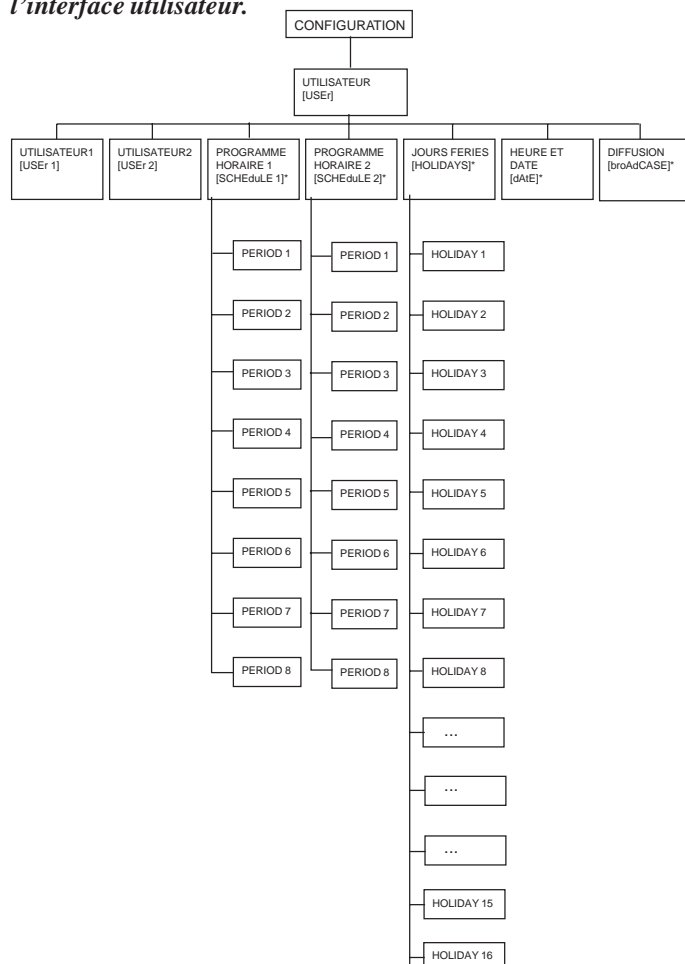 l'interface utilisateur.
CONFIGURATION
UTILISATEUR
[USEr]
UTILISATEUR1
[USEr 1]
UTILISATEUR2
[USEr 2]
PROGRAMME
HORAIRE 1
[SCHEduLE 1]*
PROGRAMME
HORAIRE 2
[SCHEduLE 2]*
JOURS FERIES
[HOLIDAYS]*
HEURE ET
DATE
[dAtE]*
DIFFUSION
[broAdCASE]*
PERIOD 1
PERIOD 1
HOLIDAY 1
PERIOD 2
PERIOD 2
HOLIDAY 2
PERIOD 3
PERIOD 3
HOLIDAY 3
PERIOD 4
PERIOD 4
HOLIDAY 4
PERIOD 5
PERIOD 5
HOLIDAY 5
PERIOD 6
PERIOD 6
HOLIDAY 6
PERIOD 7
PERIOD 7
HOLIDAY 7
PERIOD 8
PERIOD 8
HOLIDAY 8
...
...
...
HOLIDAY 15
HOLIDAY 16